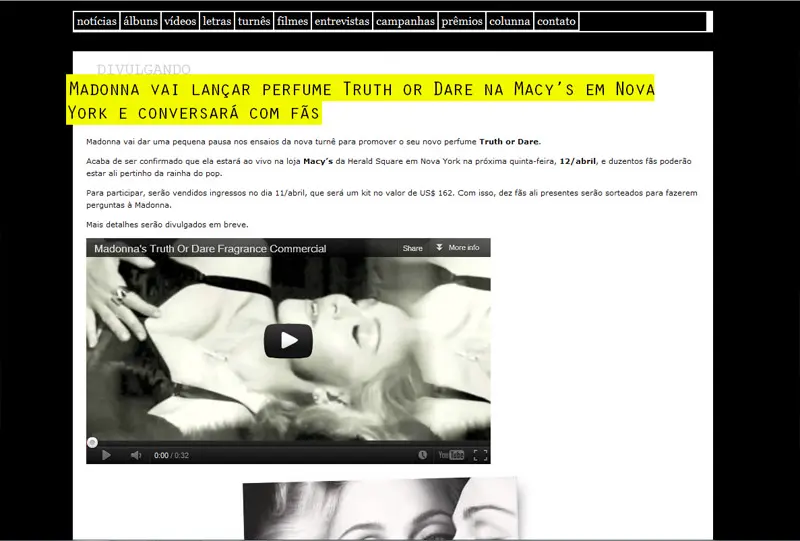 notícias álbuns vídeos letras turnês filmes entrevistas campanhas prêmios colunna contato
DIVULGANDO
Madonna vai lançar perfume Truth or Dare na Macy's em Nova
York e conversará com fãs
Madonna vai dar uma pequena pausa nos ensaios da nova turnê para promover o seu novo perfume Truth or Dare.
Acaba de ser confirmado que ela estará ao vivo na loja Macy's da Herald Square em Nova York na próxima quinta-feira, 12/abril, e duzentos fãs poderão
estar ali pertinho da rainha do pop.
Para participar, serão vendidos ingressos no dia 11/abril, que será um kit no valor de US$ 162. Com isso, dez fãs ali presentes serão sorteados para fazerem
perguntas à Madonna.
Mais detalhes serão divulgados em breve.
Madonna's Truth Or Dare Fragrance Commercial Share More info
0:00 / 0:32 YouTube